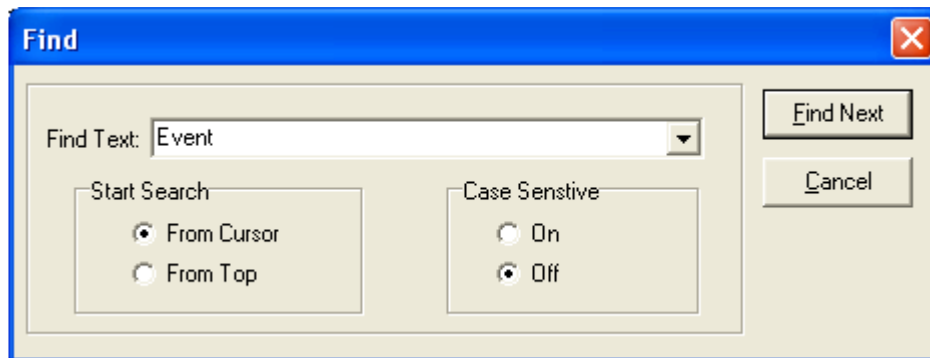 Find
Find Text: Event
Find Next
Cancel
Start Search
From Cursor
From Top
Case Senstive
On
Off